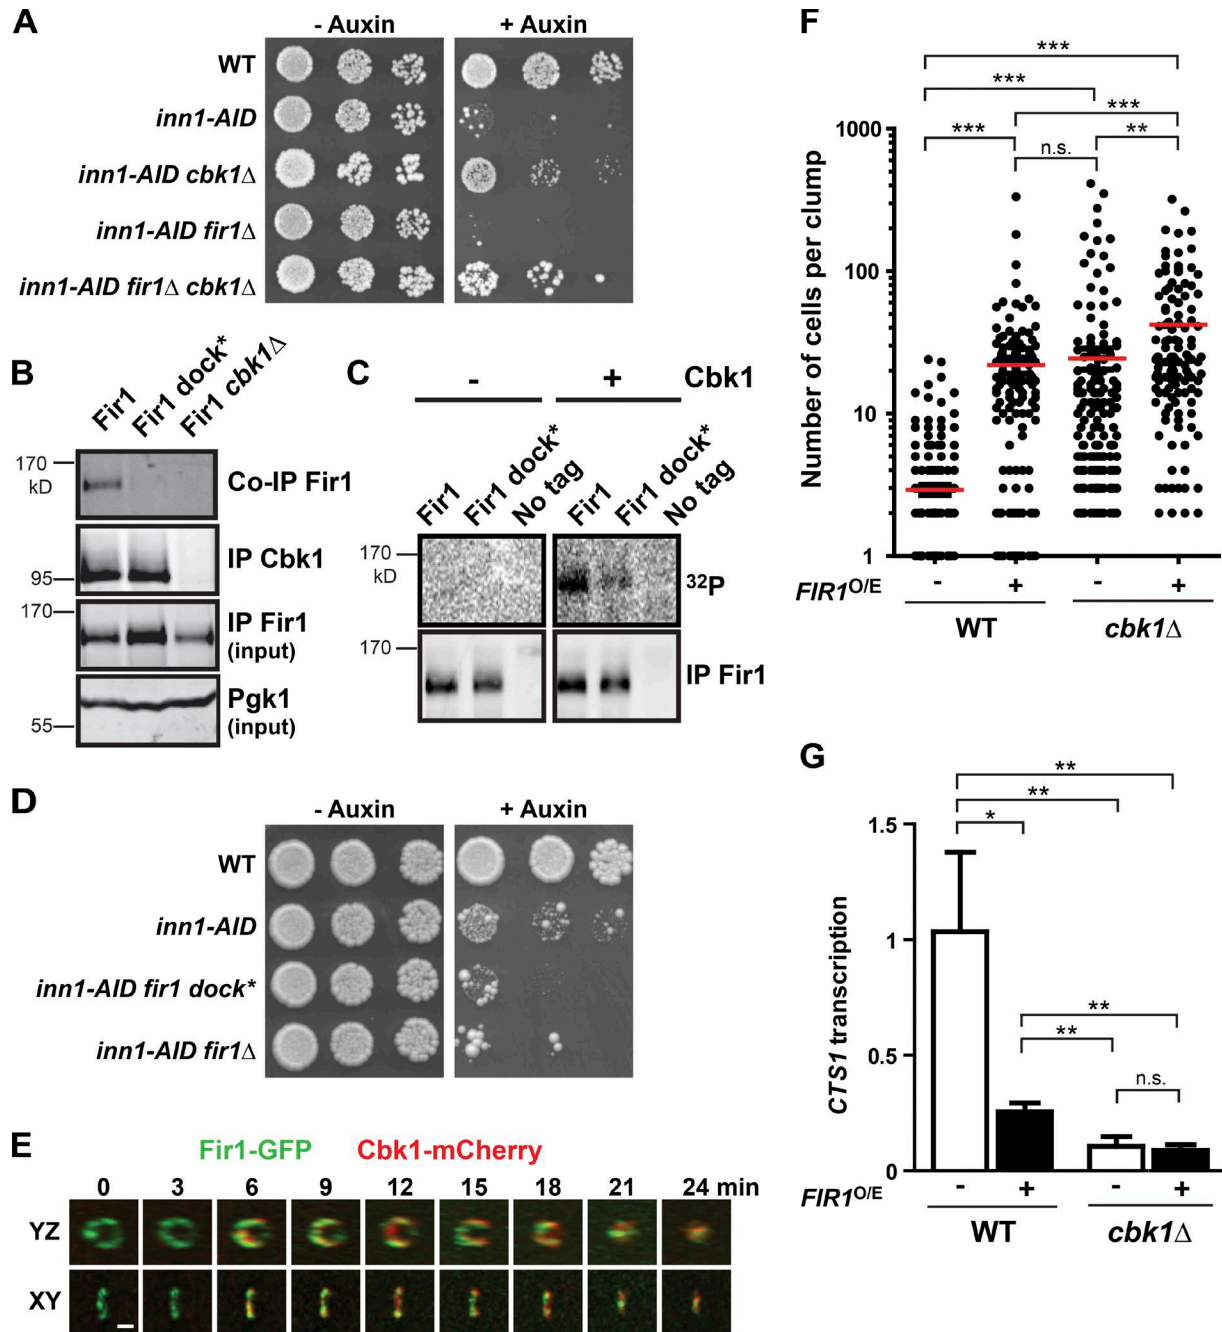 A
- Auxin
+ Auxin
WT
inn1-AID
inn1-AID cbk1Δ
inn1-AID fir1Δ
inn1-AID fir1Δ cbk1Δ
B
Fir1
Fir1 dock*
Fir1 cbk1Δ
170
kD
Co-IP Fir1
95
IP Cbk1
170
IP Fir1
(input)
55
Pgk1
(input)
C
- + Cbk1
Fir1
Fir1 dock*
No tag
Fir1
Fir1 dock*
No tag
170
kD
32P
170
IP Fir1
D
- Auxin
+ Auxin
WT
inn1-AID
inn1-AID fir1 dock*
inn1-AID fir1Δ
E
Fir1-GFP Cbk1-mCherry
0 3 6 9 12 15 18 21 24 min
YZ
XY
F
***
***
***
*** **
n.s.
Number of cells per clump
1000
100
10
1
FIR1O/E - + - +
WT cbk1Δ
G
**
**
*
**
**
n.s.
CTS1 transcription
1.5
1
0.5
0
FIR1O/E - + - +
WT cbk1Δ